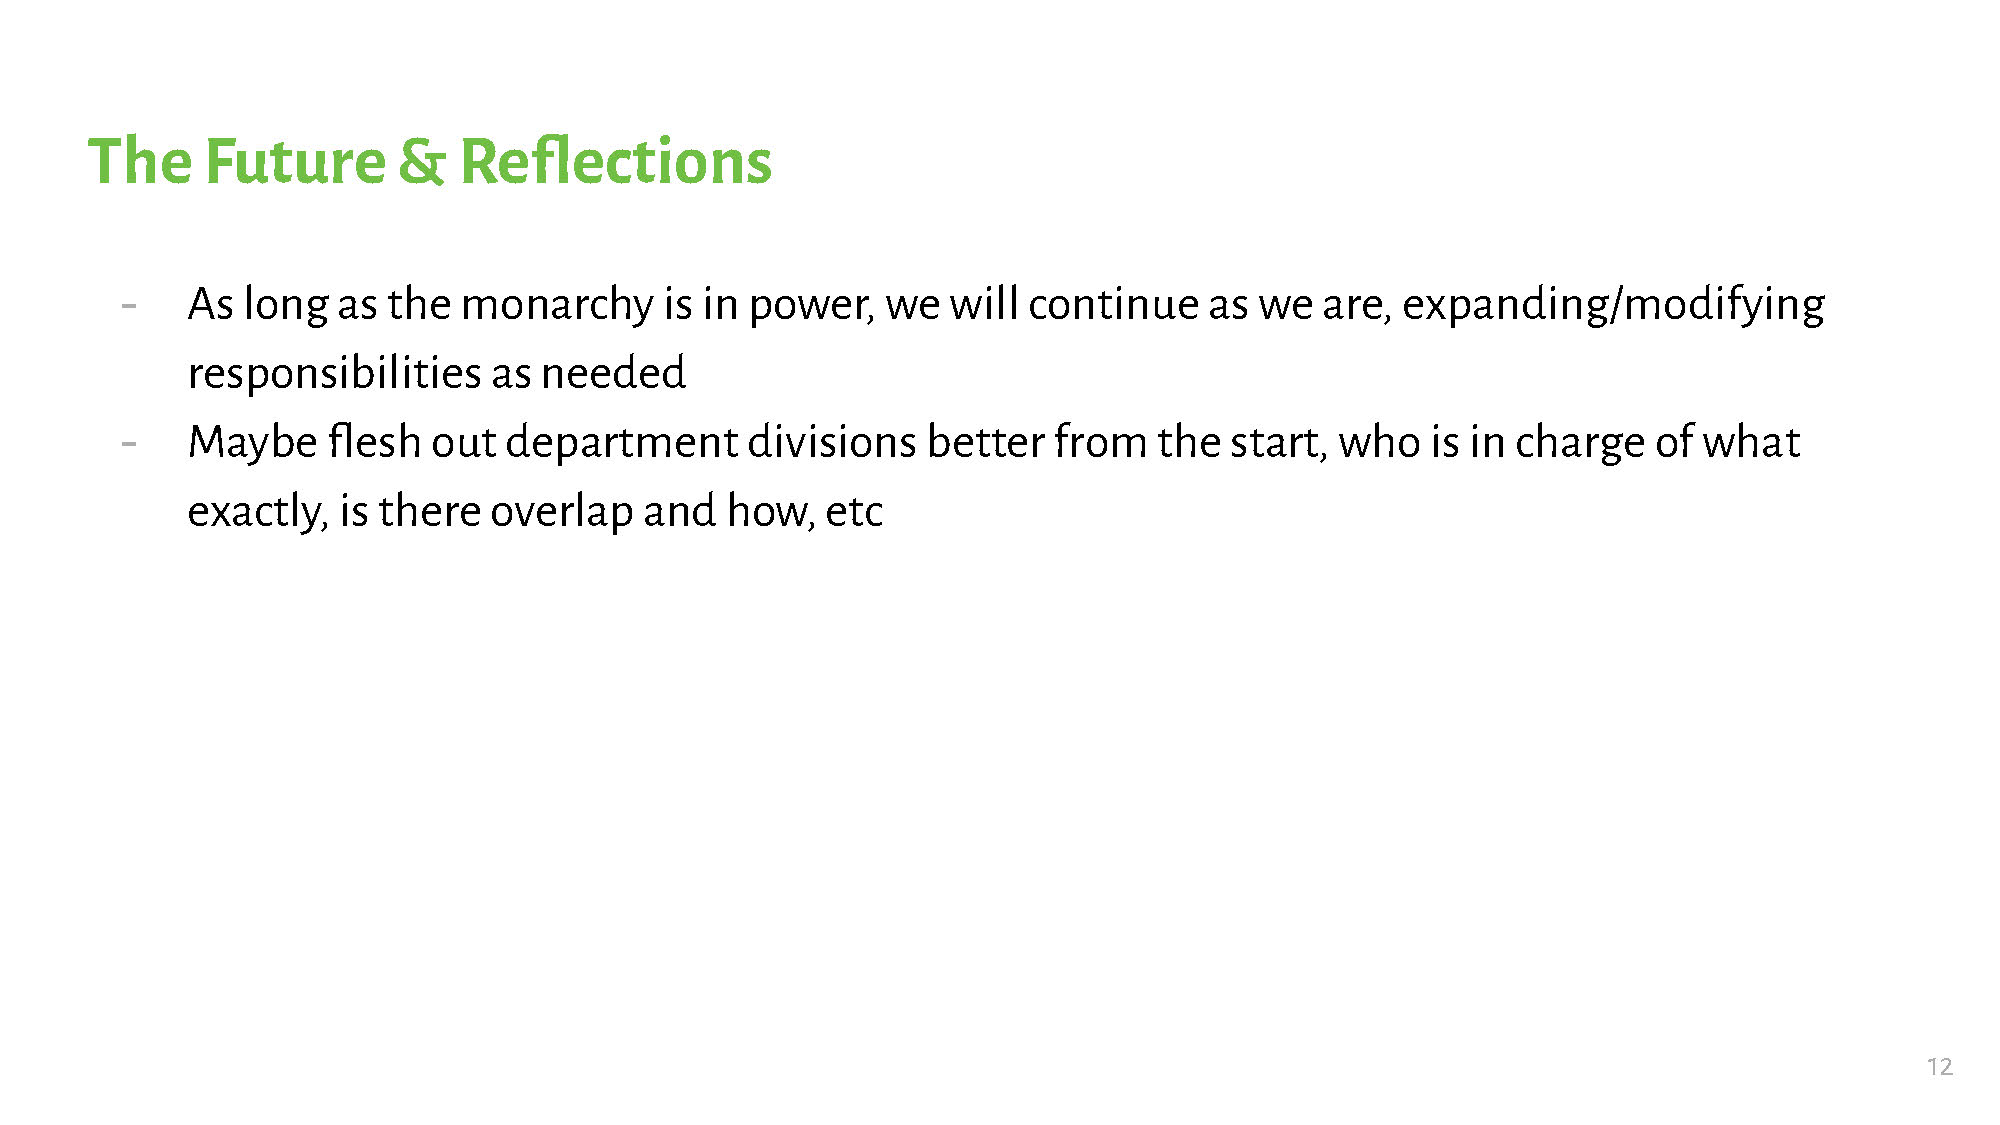 The Future & Reflections
- As long as the monarchy is in power, we will continue as we are, expanding/modifying
responsibilities as needed
- Maybe flesh out department divisions better from the start, who is in charge of what
exactly, is there overlap and how, etc
12